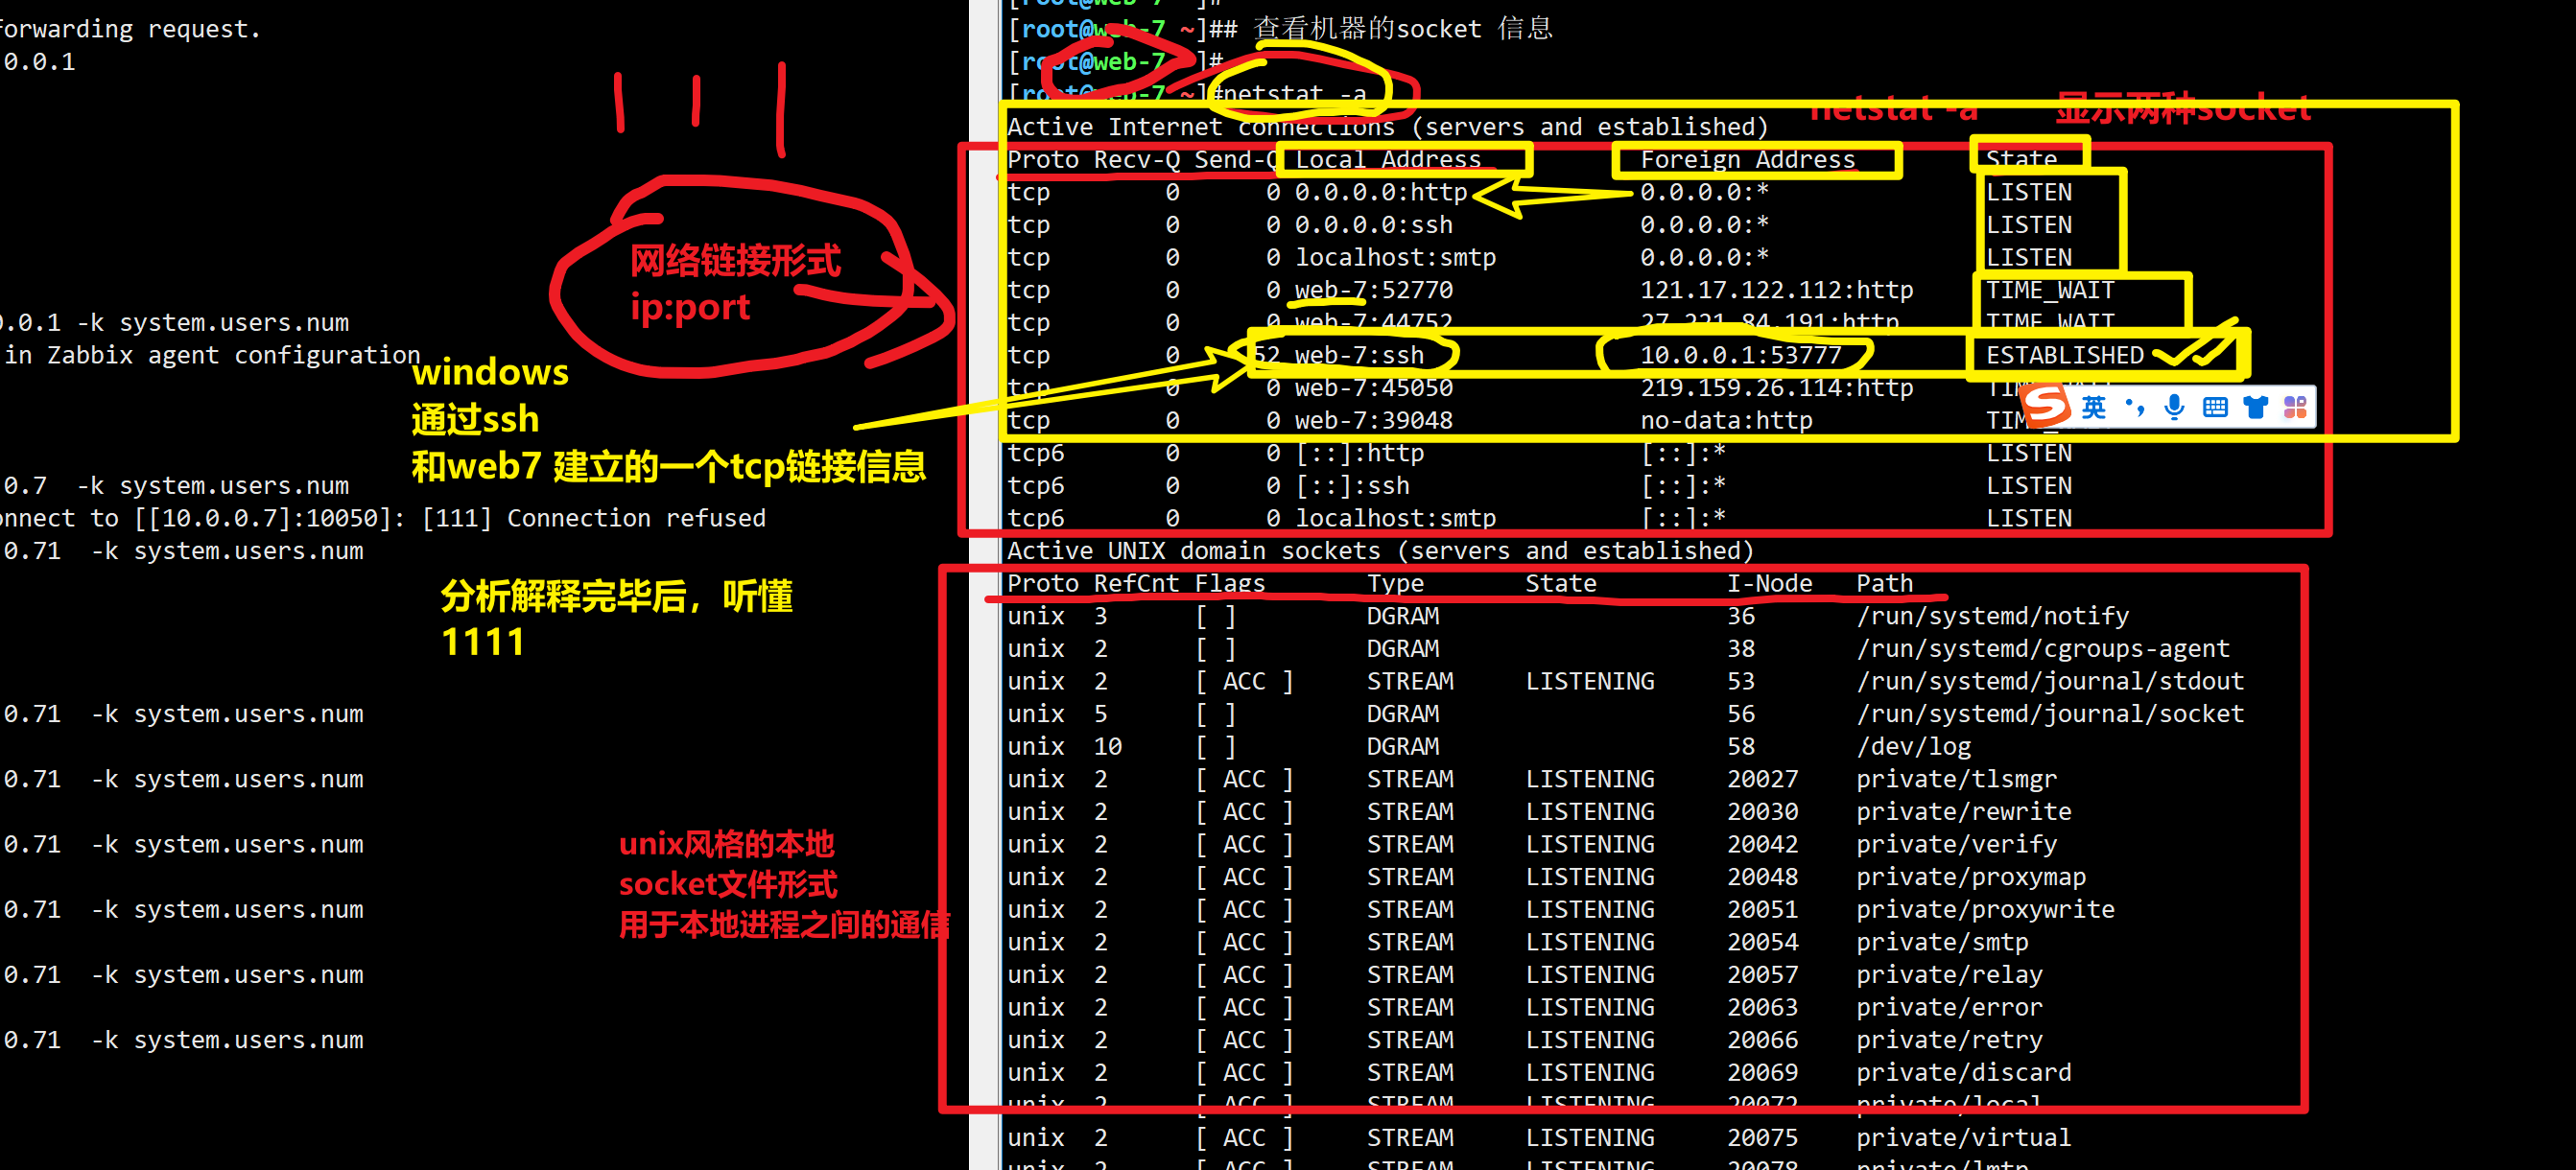 forwarding request.
0.0.1
0.0.1 -k system.users.num
in Zabbix agent configuration
0.7  -k system.users.num
onnect to [[10.0.0.7]:10050]: [111] Connection refused
0.71  -k system.users.num
0.71  -k system.users.num
0.71  -k system.users.num
0.71  -k system.users.num
0.71  -k system.users.num
0.71  -k system.users.num
0.71  -k system.users.num
网络链接形式
ip:port
windows
通过ssh
和web7 建立的一个tcp链接信息
分析解释完毕后，听懂
1111
unix风格的本地
socket文件形式
用于本地进程之间的通信
[root@web-7 ~]#
[root@web-7 ~]## 查看机器的socket 信息
[root@web-7 ~]#
[root@web-7 ~]#netstat -a
netstat -a 显示两种socket
Active Internet connections (servers and established)
Proto Recv-Q Send-Q Local Address Foreign Address State
tcp 0 0 0.0.0.0:http 0.0.0.0:* LISTEN
tcp 0 0 0.0.0.0:ssh 0.0.0.0:* LISTEN
tcp 0 0 localhost:smtp 0.0.0.0:* LISTEN
tcp 0 0 web-7:52770 121.17.122.112:http TIME_WAIT
tcp 0 0 web-7:44752 27.221.84.191:http TIME_WAIT
tcp 0 52 web-7:ssh 10.0.0.1:53777 ESTABLISHED
tcp 0 0 web-7:45050 219.159.26.114:http
tcp 0 0 web-7:39048 no-data:http
英
tcp6 0 0 [::]:http [::]:* LISTEN
tcp6 0 0 [::]:ssh [::]:* LISTEN
tcp6 0 0 localhost:smtp [::]:* LISTEN
Active UNIX domain sockets (servers and established)
Proto RefCnt Flags Type State I-Node Path
unix 3 [ ] DGRAM 36 /run/systemd/notify
unix 2 [ ] DGRAM 38 /run/systemd/cgroups-agent
unix 2 [ ACC ] STREAM LISTENING 53 /run/systemd/journal/stdout
unix 5 [ ] DGRAM 56 /run/systemd/journal/socket
unix 10 [ ] DGRAM 58 /dev/log
unix 2 [ ACC ] STREAM LISTENING 20027 private/tlsmgr
unix 2 [ ACC ] STREAM LISTENING 20030 private/rewrite
unix 2 [ ACC ] STREAM LISTENING 20042 private/verify
unix 2 [ ACC ] STREAM LISTENING 20048 private/proxymap
unix 2 [ ACC ] STREAM LISTENING 20051 private/proxywrite
unix 2 [ ACC ] STREAM LISTENING 20054 private/smtp
unix 2 [ ACC ] STREAM LISTENING 20057 private/relay
unix 2 [ ACC ] STREAM LISTENING 20063 private/error
unix 2 [ ACC ] STREAM LISTENING 20066 private/retry
unix 2 [ ACC ] STREAM LISTENING 20069 private/discard
unix 2 [ ACC ] STREAM LISTENING 20072 private/local
unix 2 [ ACC ] STREAM LISTENING 20075 private/virtual
unix 2 [ ACC ] STREAM LISTENING 20078 private/lmtp